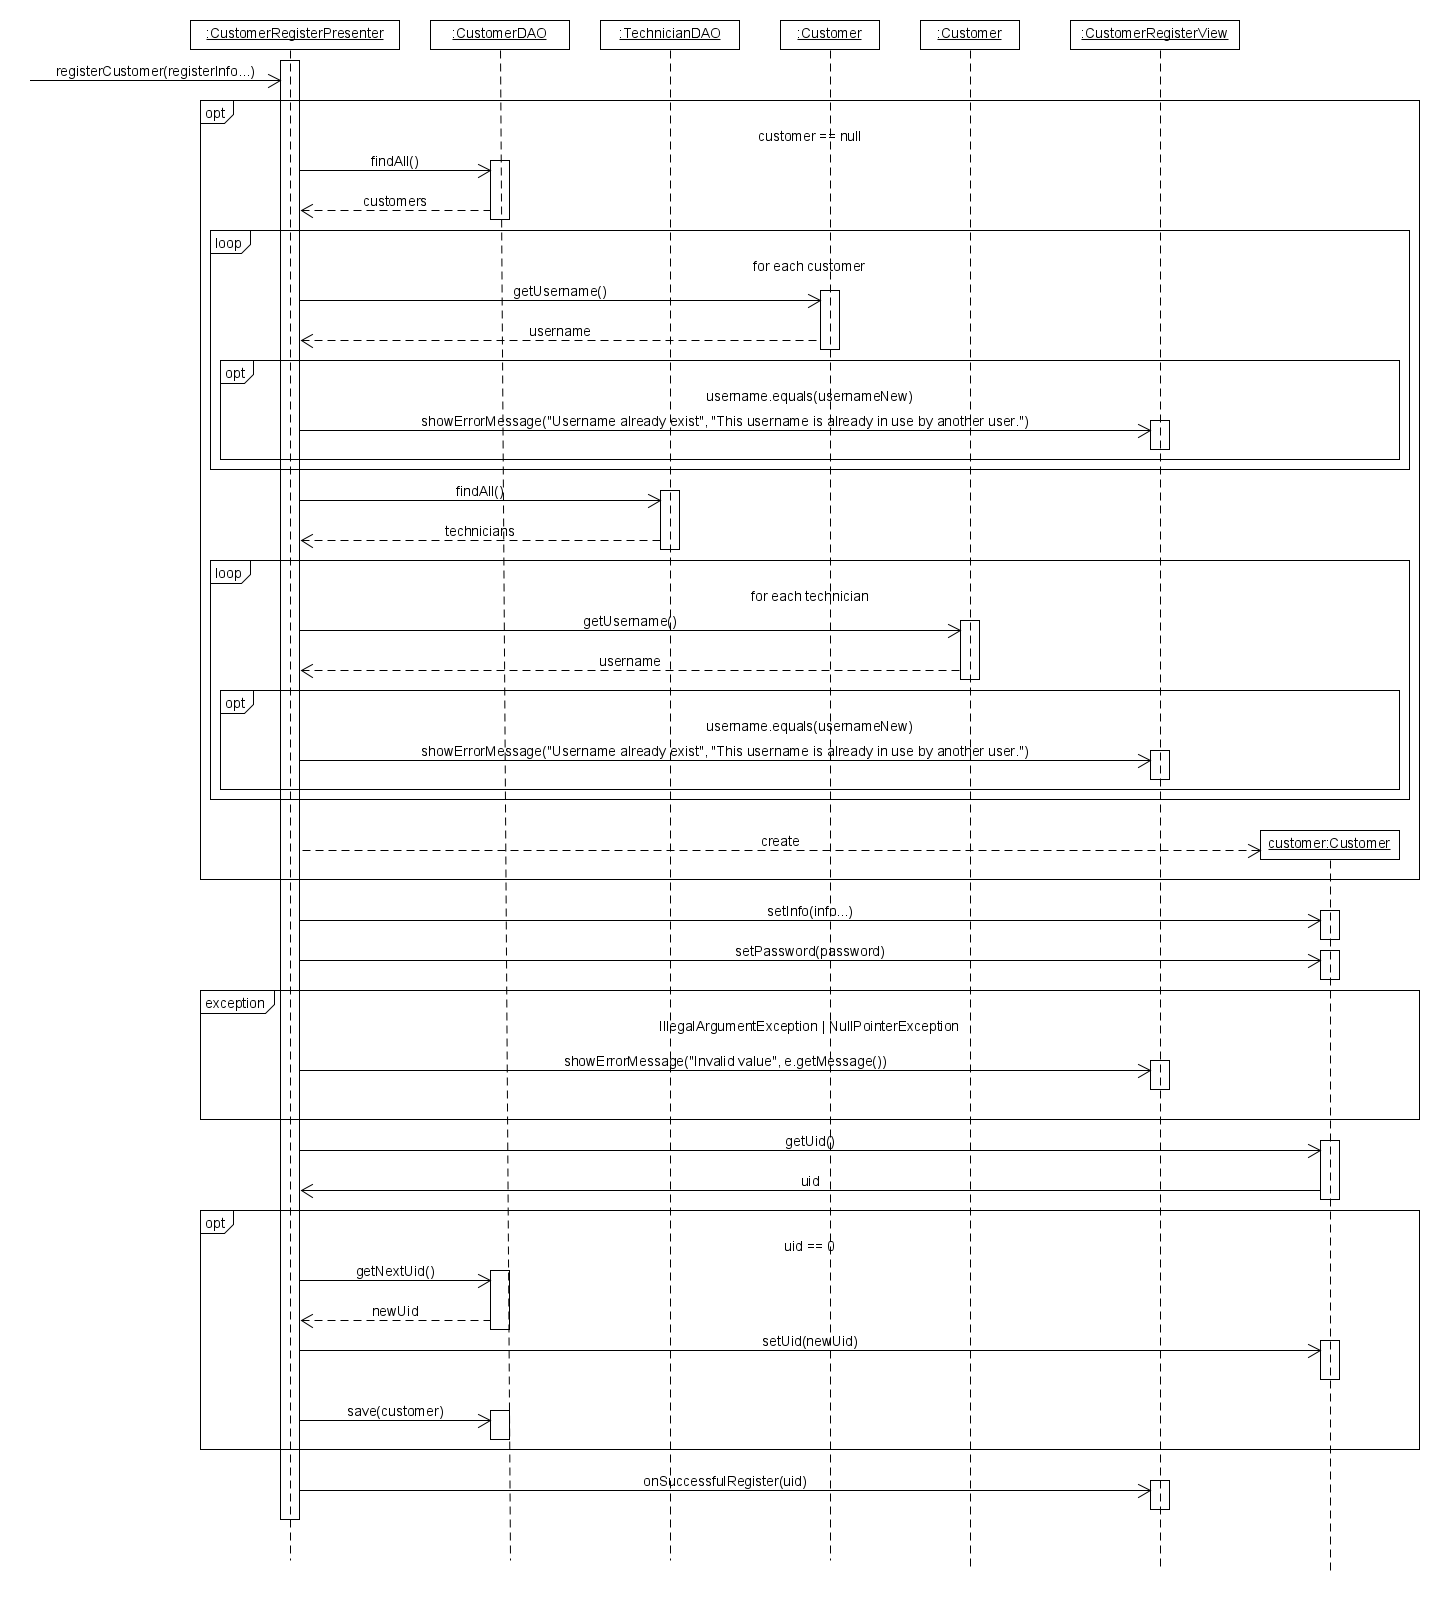 :CustomerRegisterPresenter
:CustomerDAO
:TechnicianDAO
:Customer
:Customer
:CustomerRegisterView
registerCustomer(registerInfo...)
opt
customer == null
findAll()
customers
loop
for each customer
getUsername()
username
opt
username.equals(usernameNew)
showErrorMessage("Username already exist", "This username is already in use by another user.")
findAll()
technicians
loop
for each technician
getUsername()
username
opt
username.equals(usernameNew)
showErrorMessage("Username already exist", "This username is already in use by another user.")
create
customer:Customer
setInfo(info...)
setPassword(password)
exception
IllegalArgumentException | NullPointerException
showErrorMessage("Invalid value", e.getMessage())
getUid()
uid
opt
uid == 0
getNextUid()
newUid
setUid(newUid)
save(customer)
onSuccessfulRegister(uid)